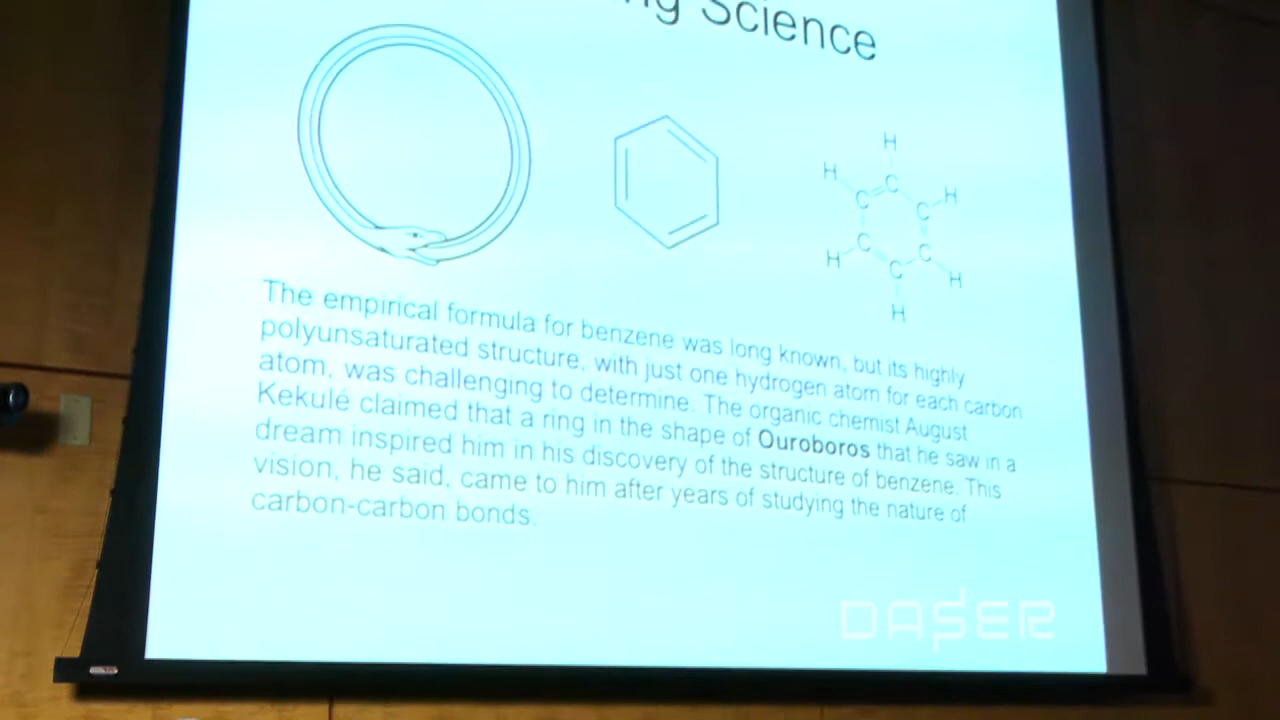 Science
H
H
C
H
C
C
C
C
H
C
H
H
The empirical formula for benzene was long known, but its highly
polyunsaturated structure, with just one hydrogen atom for each carbon
atom, was challenging to determine. The organic chemist August
Kekulé claimed that a ring in the shape of Ouroboros that he saw in a
dream inspired him in his discovery of the structure of benzene. This
vision, he said, came to him after years of studying the nature of
carbon-carbon bonds.
DASER